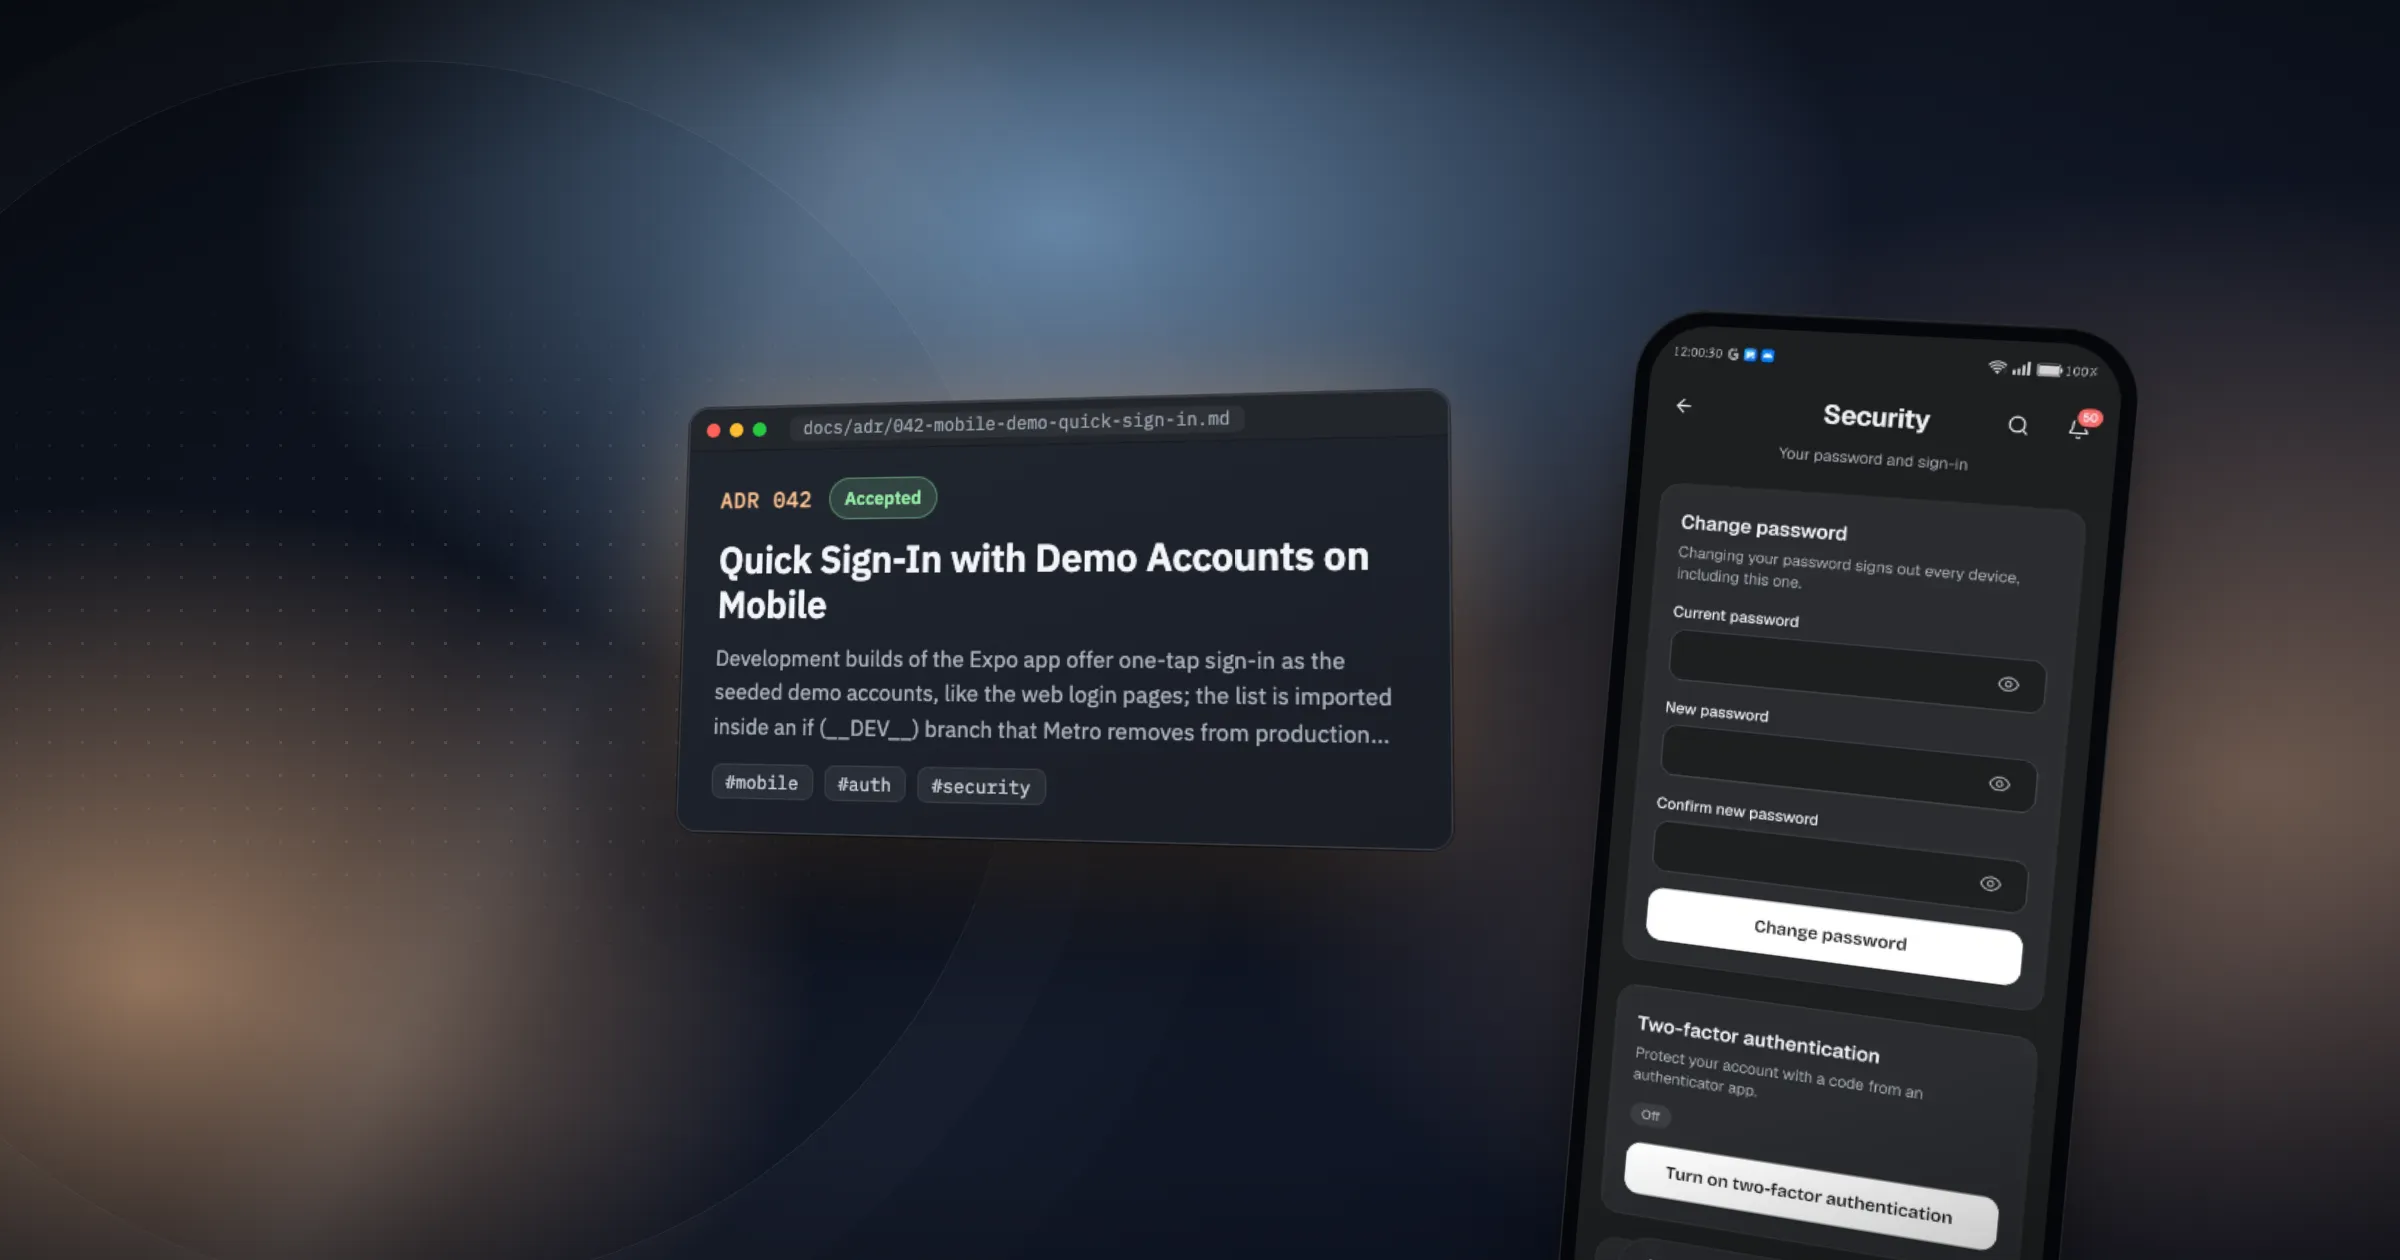 docs/adr/042-mobile-demo-quick-sign-in.md
ADR 042
Accepted
Quick Sign-In with Demo Accounts on
Mobile
Development builds of the Expo app offer one-tap sign-in as the
seeded demo accounts, like the web login pages; the list is imported
inside an if (__DEV__) branch that Metro removes from production...
#mobile
#auth
#security
12:00:30
100%
Security
50
Your password and sign-in
Change password
Changing your password signs out every device,
including this one.
Current password
New password
Confirm new password
Change password
Two-factor authentication
Protect your account with a code from an
authenticator app.
Off
Turn on two-factor authentication